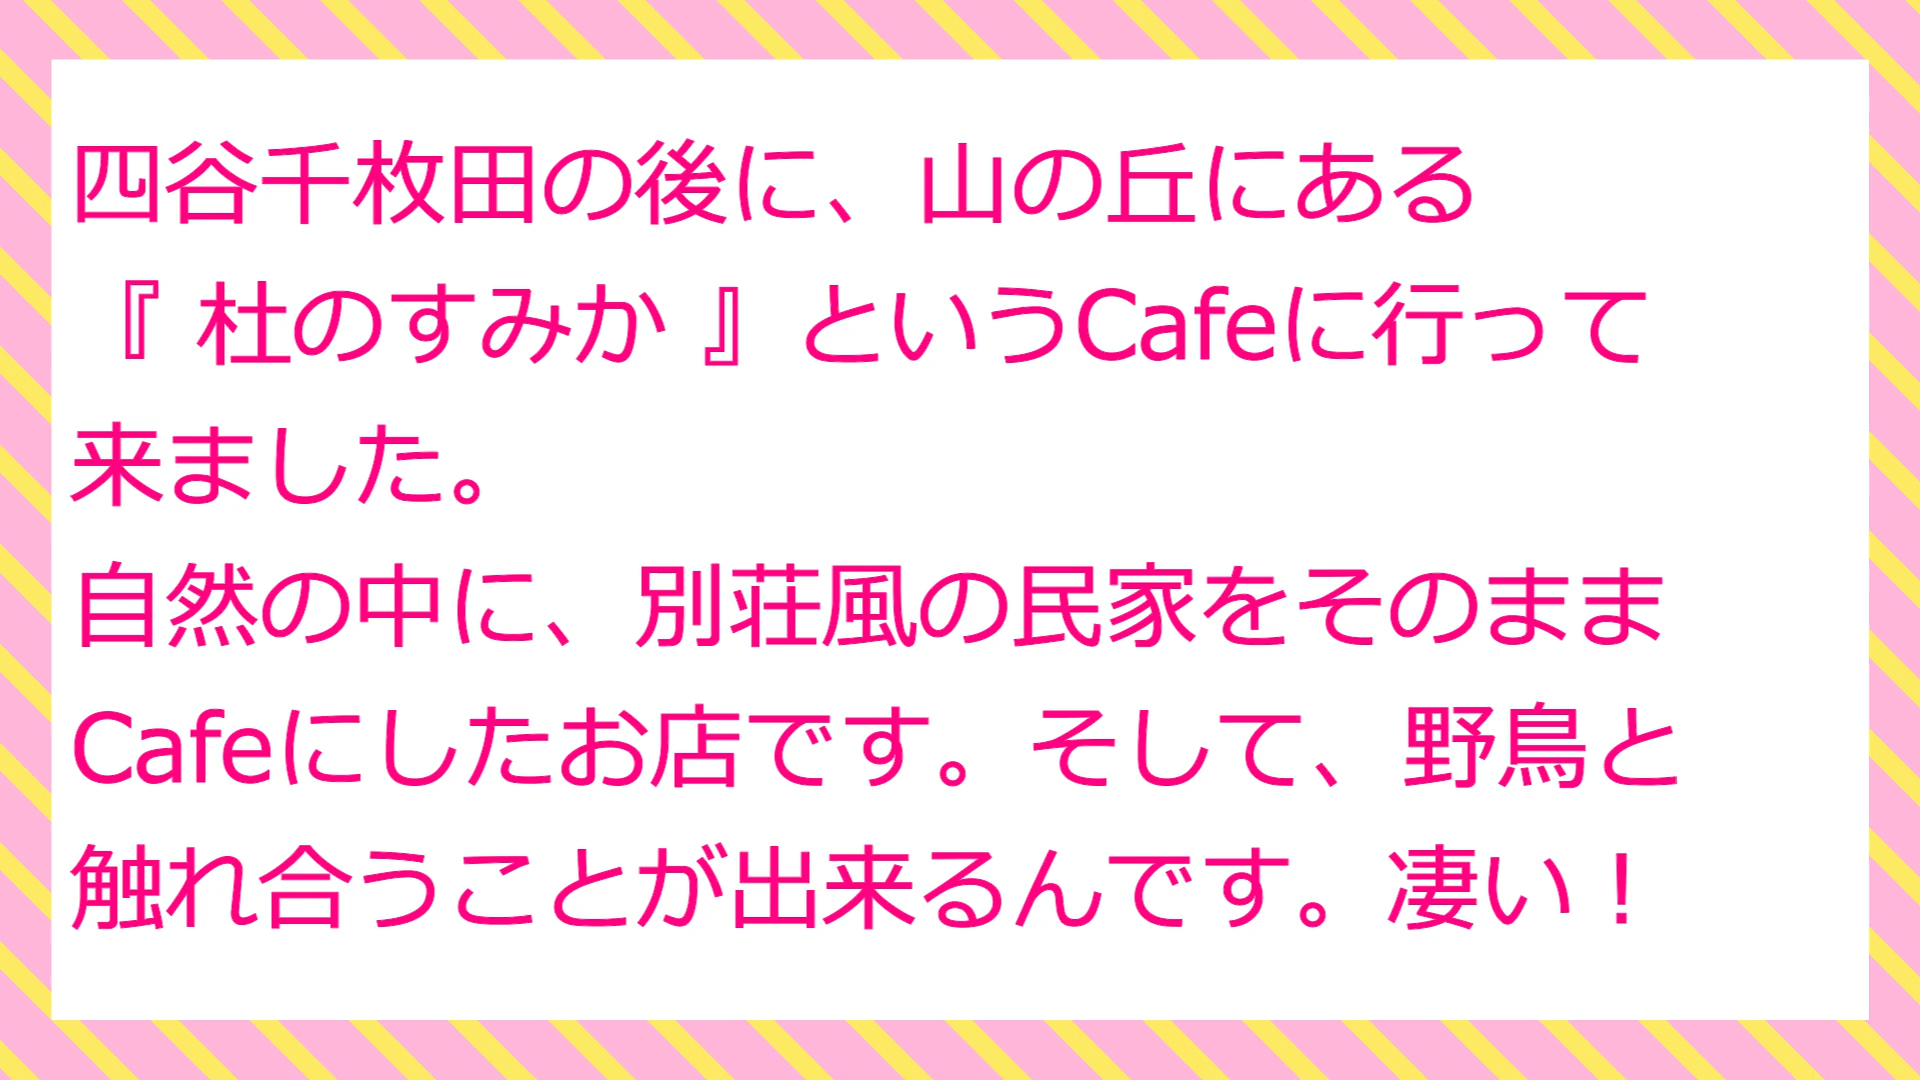 四谷千枚田の後に、山の丘にある
『 杜のすみか 』というCafeに行って
来ました。
自然の中に、別荘風の民家をそのまま
Cafeにしたお店です。そして、野鳥と
触れ合うことが出来るんです。凄い！